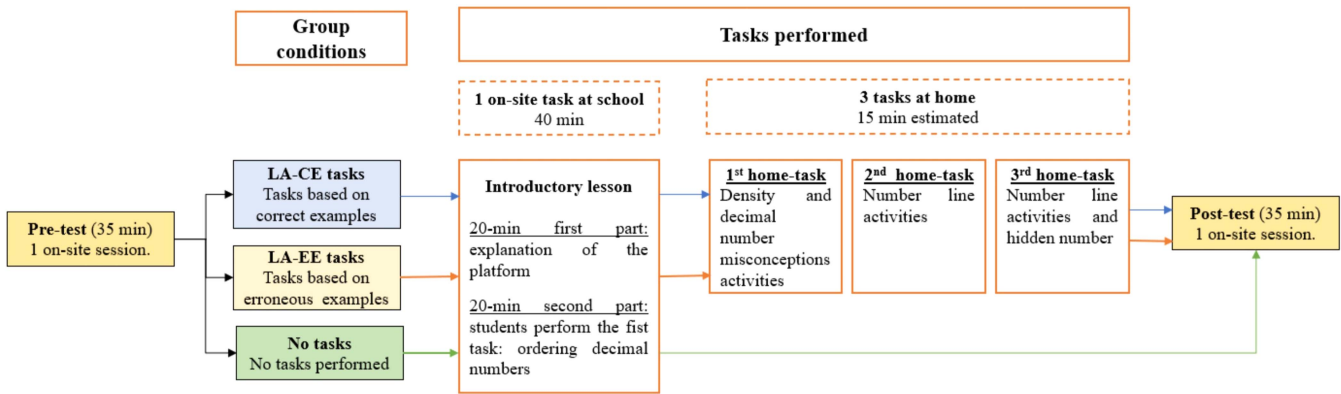 Group
conditions
Tasks performed
1 on-site task at school
40 min
3 tasks at home
15 min estimated
Pre-test (35 min)
1 on-site session.
LA-CE tasks
Tasks based on
correct examples
LA-EE tasks
Tasks based on
erroneous examples
No tasks
No tasks performed
Introductory lesson
20-min first part:
explanation of the
platform
20-min second part:
students perform the fist
task: ordering decimal
numbers
1st home-task
Density and
decimal
number
misconceptions
activities
2nd home-task
Number line
activities
3rd home-task
Number line
activities and
hidden number
Post-test (35 min)
1 on-site session.